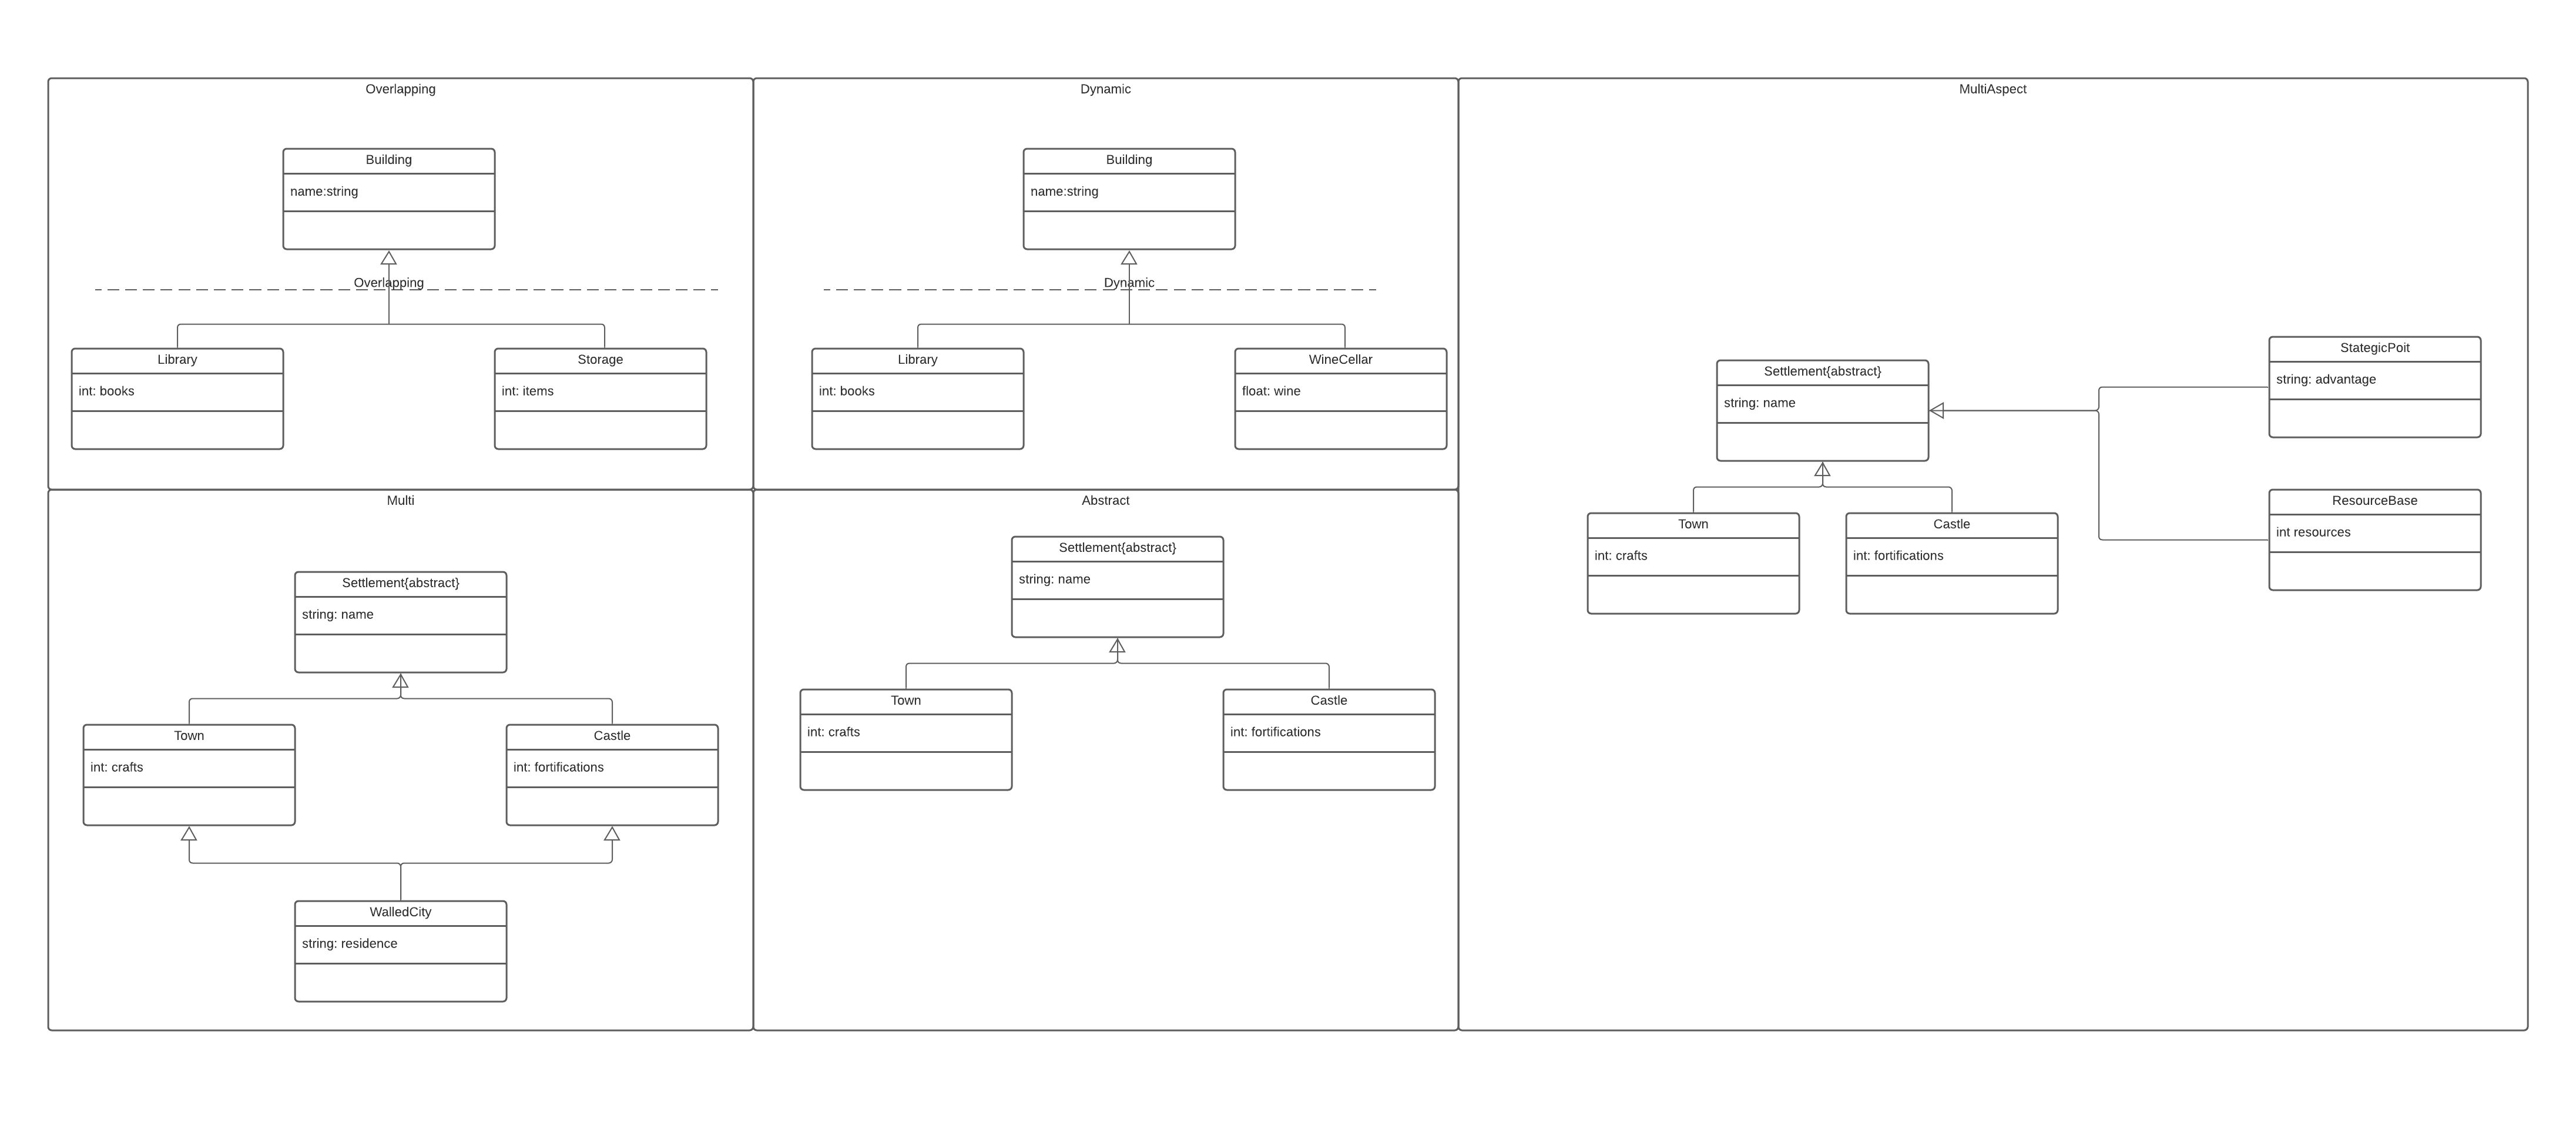 Overlapping
Building
name:string
Overlapping
Library
int: books
Storage
int: items
Dynamic
Building
name:string
Dynamic
Library
int: books
WineCellar
float: wine
Multi
Settlement{abstract}
string: name
Town
int: crafts
Castle
int: fortifications
WalledCity
string: residence
Abstract
Settlement{abstract}
string: name
Town
int: crafts
Castle
int: fortifications
MultiAspect
Settlement{abstract}
string: name
Town
int: crafts
Castle
int: fortifications
StategicPoit
string: advantage
ResourceBase
int resources